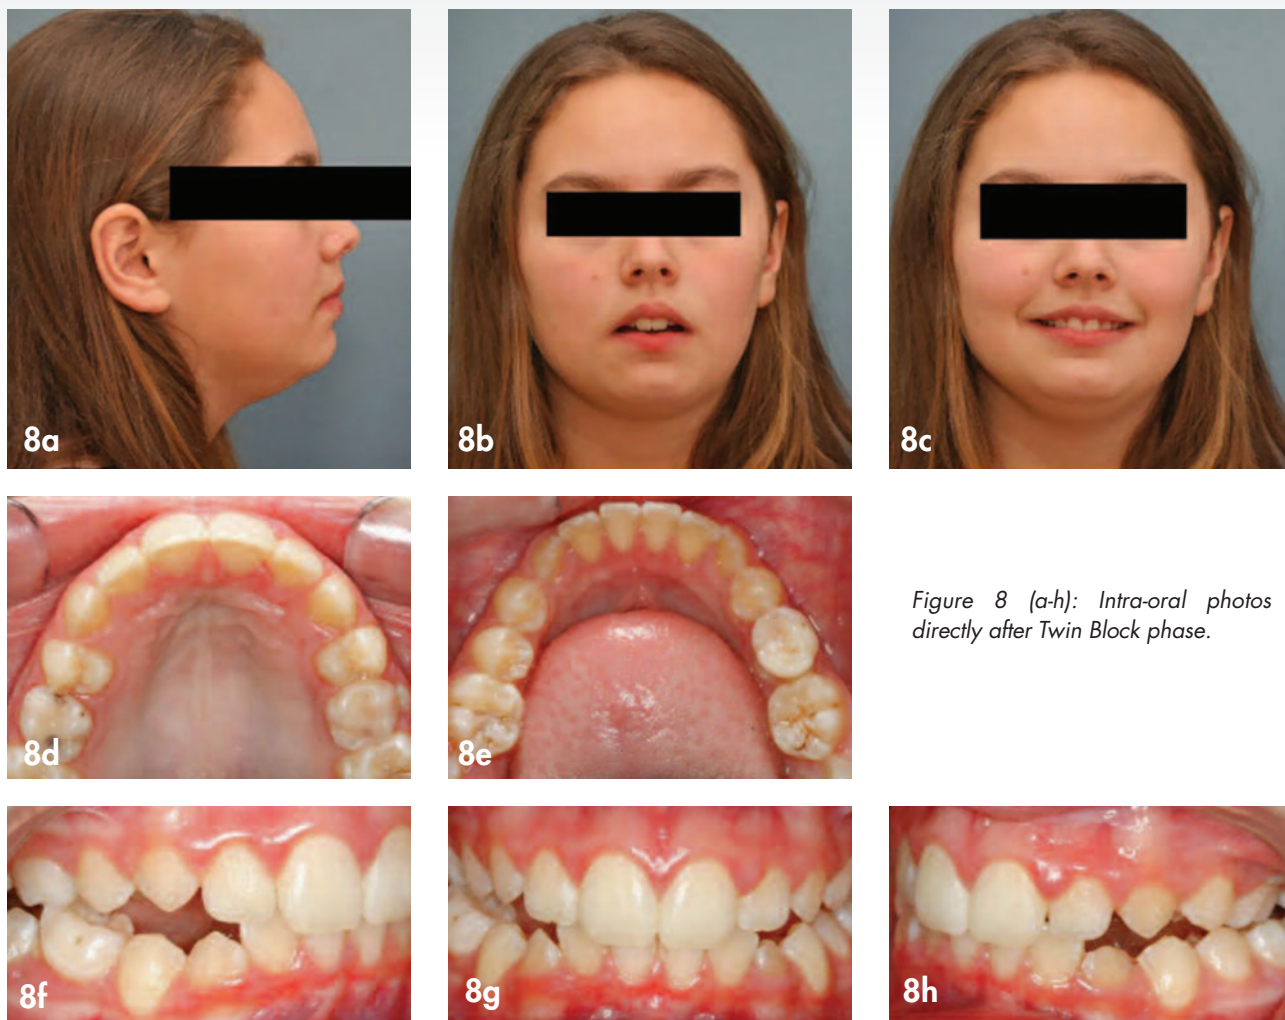 8a
8b
8c
8d
8e
Figure 8 (a-h): Intra-oral photos
directly after Twin Block phase.
8f
8g
8h